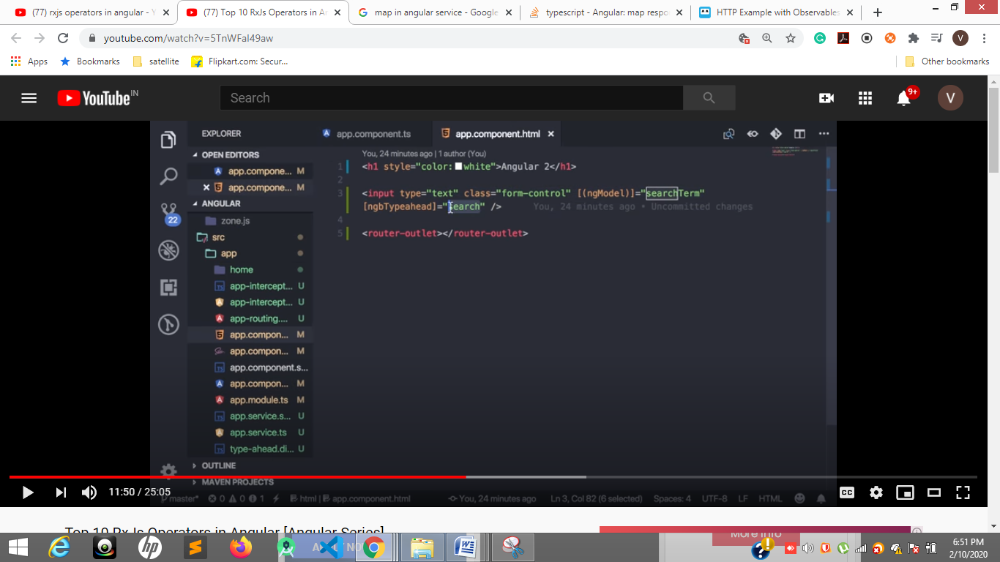 (77) rxjs operators in angular - Y
(77) Top 10 RxJs Operators in A
map in angular service - Google
typescript - Angular: map respo
HTTP Example with Observables
youtube.com/watch?v=5TnWFaI49aw
V
Apps
Bookmarks
satellite
Flipkart.com: Secur...
Other bookmarks
YouTube IN
Search
9+
V
EXPLORER
app.component.ts
app.component.html
OPEN EDITORS
app.compone... M
app.compone... M
ANGULAR
zone.js
22
src
app
home
app-intercept... U
app-intercept... U
app-routing.... U
app.compon... M
app.compon... M
app.component.s...
app.compon... M
app.module.ts M
app.service.s... U
app.service.ts U
type-ahead.di... U
OUTLINE
MAVEN PROJECTS
You, 24 minutes ago | 1 author (You)
1 <h1 style="color:white">Angular 2</h1>
2
3 <input type="text" class="form-control" [(ngModel)]="searchTerm"
[ngbTypeahead]="search" /> You, 24 minutes ago • Uncommitted changes
4
5 <router-outlet></router-outlet>
11:50 / 25:05
CC
master* 0 0 1 html | app.component.html You, 24 minutes ago Ln 3, Col 82 (6 selected) Spaces: 4 UTF-8 LF HTML
Top 10 RxJs Operators in Angular [Angular Series]
More info
hp
6:51 PM
2/10/2020